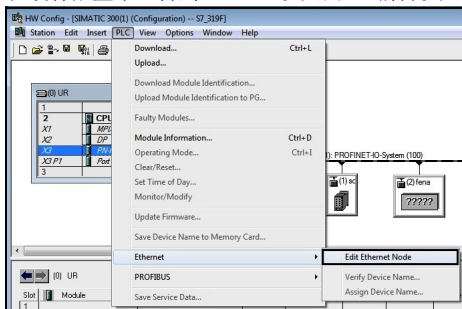 HW Config - [SIMATIC 300(1) (Configuration) -- S7_319F]
Station Edit Insert PLC View Options Window Help
Download... Ctrl+L
Upload...
Download Module Identification...
Upload Module Identification to PG...
(0) UR
1
Faulty Modules...
2 CPU
X1 MPI
Module Information... Ctrl+D
X2 DP
Operating Mode... Ctrl+I
X3 PN-I
): PROFINET-IO-System (100)
X3 P1 Port
Clear/Reset...
3
Set Time of Day...
(1) ac
(2) fena
Monitor/Modify
?????
Update Firmware...
Save Device Name to Memory Card...
Ethernet
Edit Ethernet Node
(0) UR
PROFIBUS
Verify Device Name...
Slot Module
Save Service Data...
Assign Device Name...
1